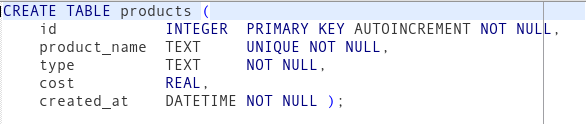 CREATE TABLE products (
    id            INTEGER  PRIMARY KEY AUTOINCREMENT NOT NULL,
    product_name  TEXT     UNIQUE NOT NULL,
    type          TEXT     NOT NULL,
    cost          REAL,
    created_at    DATETIME NOT NULL );